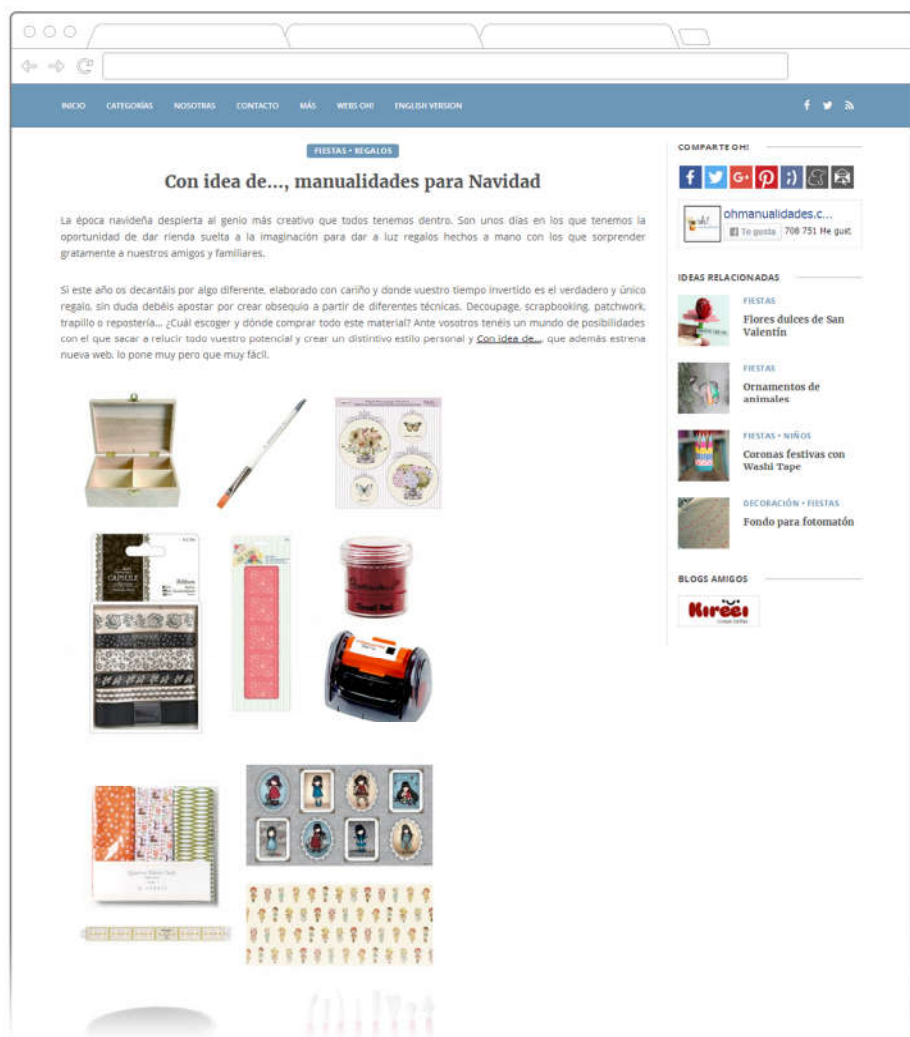 INICIO CATEGORÍAS NOSOTRAS CONTACTO MÁS WEBS OH! ENGLISH VERSION
FIESTAS • REGALOS
Con idea de..., manualidades para Navidad
La época navideña despierta al genio más creativo que todos tenemos dentro. Son unos días en los que tenemos la
oportunidad de dar rienda suelta a la imaginación para dar a luz regalos hechos a mano con los que sorprender
gratamente a nuestros amigos y familiares.
Si este año os decantáis por algo diferente, elaborado con cariño y donde vuestro tiempo invertido es el verdadero y único
regalo, sin duda debéis apostar por crear obsequio a partir de diferentes técnicas. Decoupage, scrapbooking, patchwork,
trapillo o repostería... ¿Cuál escoger y dónde comprar todo este material? Ante vosotros tenéis un mundo de posibilidades
con el que sacar a relucir todo vuestro potencial y crear un distintivo estilo personal y Con idea de..., que además estrena
nueva web, lo pone muy pero que muy fácil.
CAPSULE
Ribbons
COMPARTE OH!
oh!
ohmanualidades.c...
Te gusta 708 751 He gust
IDEAS RELACIONADAS
FIESTAS
Flores dulces de San
Valentín
FIESTAS
Ornamentos de
animales
FIESTAS • NIÑOS
Coronas festivas con
Washi Tape
DECORACIÓN • FIESTAS
Fondo para fotomatón
BLOGS AMIGOS
Kireei